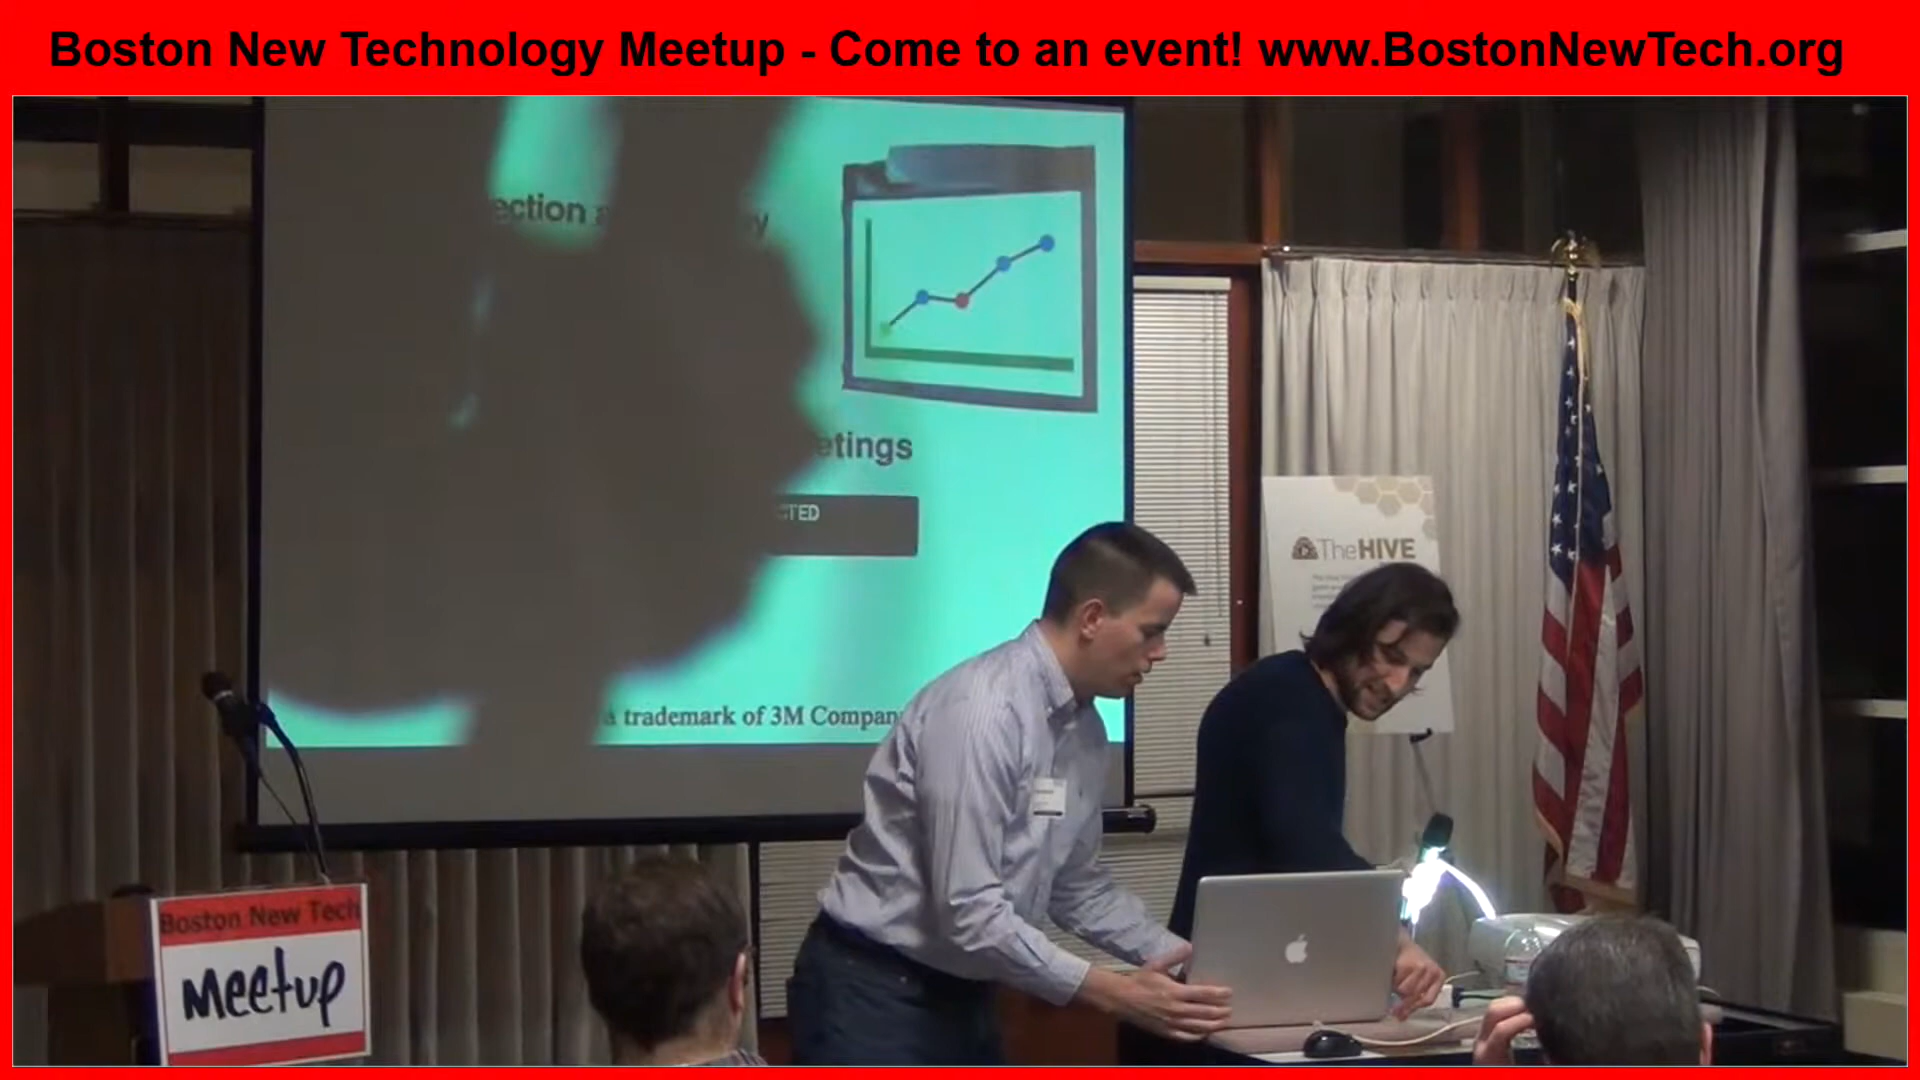 Boston New Technology Meetup - Come to an event! www.BostonNewTech.org
ection a
y
etings
CTED
a trademark of 3M Compan
TheHIVE
Boston New Tech
meetup